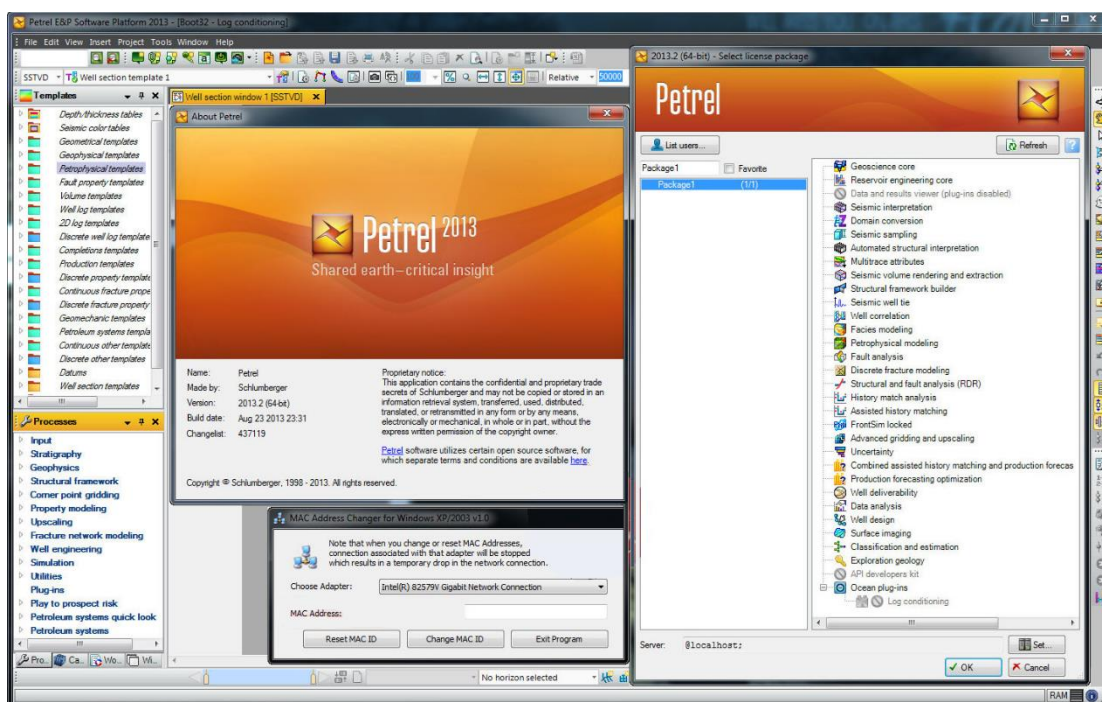 Petrel E&P Software Platform 2013 - [Boot32 - Log conditioning]
File Edit View Insert Project Tools Window Help
SSTVD
Well section template 1
Relative
50000
Templates
Depth/thickness tables
Seismic color tables
Geometrical templates
Geophysical templates
Petrophysical templates
Fault property templates
Volume templates
Well log templates
2D log templates
Discrete well log template
Completions templates
Production templates
Discrete property template
Continuous fracture prope
Discrete fracture property
Geomechanic templates
Petroleum systems templa
Continuous other template
Discrete other templates
Datums
Well section templates
Processes
Input
Stratigraphy
Geophysics
Structural framework
Corner point gridding
Property modeling
Upscaling
Fracture network modeling
Well engineering
Simulation
Utilities
Plug-ins
Play to prospect risk
Petroleum systems quick look
Petroleum systems
Pro... Ca... Wo... Wi...
Well section window 1 [SSTVD]
About Petrel
Petrel 2013
Shared earth–critical insight
Name: Petrel
Made by: Schlumberger
Version: 2013.2 (64-bit)
Build date: Aug 23 2013 23:31
Changelist: 437119
Proprietary notice:
This application contains the confidential and proprietary trade
secrets of Schlumberger and may not be copied or stored in an
information retrieval system, transferred, used, distributed,
translated, or retransmitted in any form or by any means,
electronically or mechanical, in whole or in part, without the
express written permission of the copyright owner.
Petrel software utilizes certain open source software, for
which separate terms and conditions are available here.
Copyright © Schlumberger, 1998 - 2013. All rights reserved.
MAC Address Changer for Windows XP/2003 v1.0
Note that when you change or reset MAC Addresses,
connection associated with that adapter will be stopped
which results in a temporary drop in the network connection.
Choose Adapter:
Intel(R) 82579V Gigabit Network Connection
MAC Address:
Reset MAC ID
Change MAC ID
Exit Program
No horizon selected
2013.2 (64-bit) - Select license package
Petrel
List users...
Refresh
Package1
Favorite
Package1 (1/1)
Geoscience core
Reservoir engineering core
Data and results viewer (plug-ins disabled)
Seismic interpretation
Domain conversion
Seismic sampling
Automated structural interpretation
Multitrace attributes
Seismic volume rendering and extraction
Structural framework builder
Seismic well tie
Well correlation
Facies modeling
Petrophysical modeling
Fault analysis
Discrete fracture modeling
Structural and fault analysis (RDR)
History match analysis
Assisted history matching
FrontSim locked
Advanced gridding and upscaling
Uncertainty
Combined assisted history matching and production forecas
Production forecasting optimization
Well deliverability
Data analysis
Well design
Surface imaging
Classification and estimation
Exploration geology
API developers kit
Ocean plug-ins
Log conditioning
Server: @localhost;
Set...
OK
Cancel
RAM